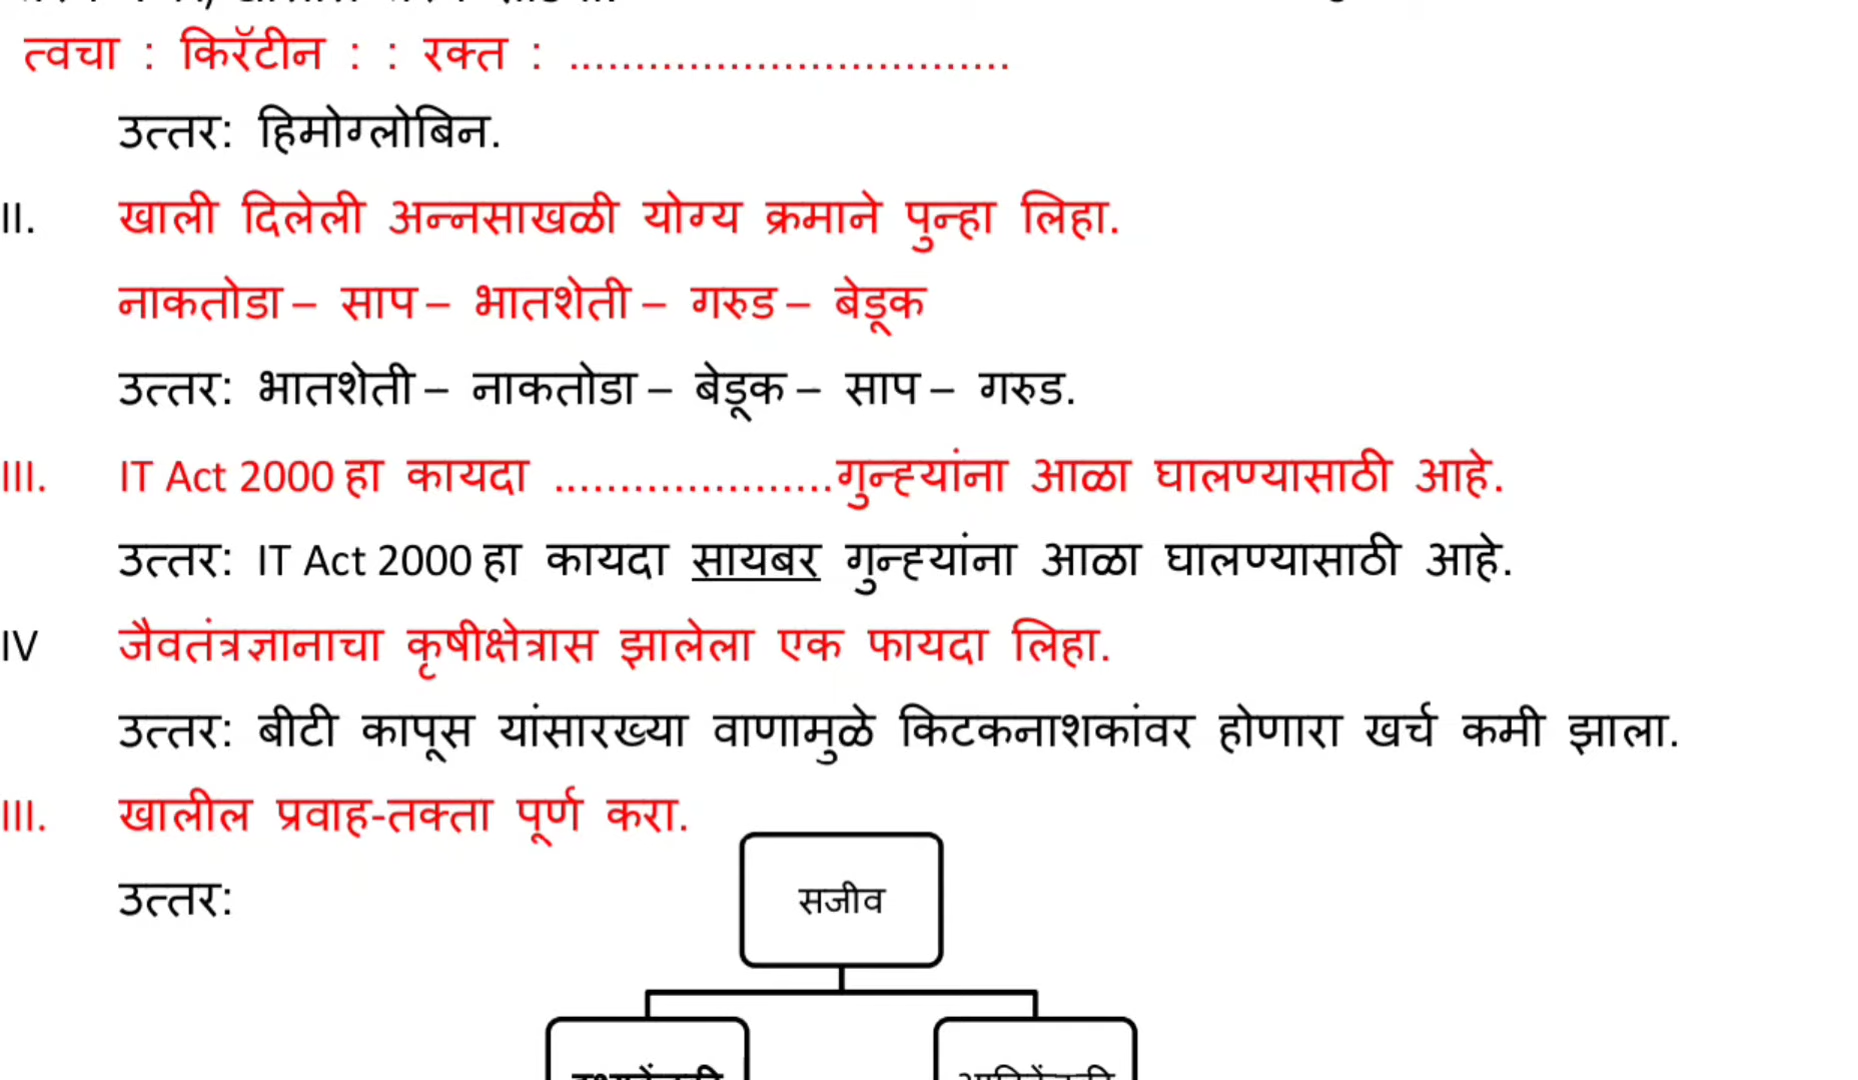 त्वचा : किरॅटीन : : रक्त : ..................................
उत्तर: हिमोग्लोबिन.
II. खाली दिलेली अन्नसाखळी योग्य क्रमाने पुन्हा लिहा.
नाकतोडा – साप – भातशेती – गरुड – बेडूक
उत्तर: भातशेती – नाकतोडा – बेडूक – साप – गरुड.
III. IT Act 2000 हा कायदा .....................गुन्ह्यांना आळा घालण्यासाठी आहे.
उत्तर: IT Act 2000 हा कायदा सायबर गुन्ह्यांना आळा घालण्यासाठी आहे.
IV जैवतंत्रज्ञानाचा कृषीक्षेत्रास झालेला एक फायदा लिहा.
उत्तर: बीटी कापूस यांसारख्या वाणामुळे किटकनाशकांवर होणारा खर्च कमी झाला.
III. खालील प्रवाह-तक्ता पूर्ण करा.
उत्तर:
सजीव